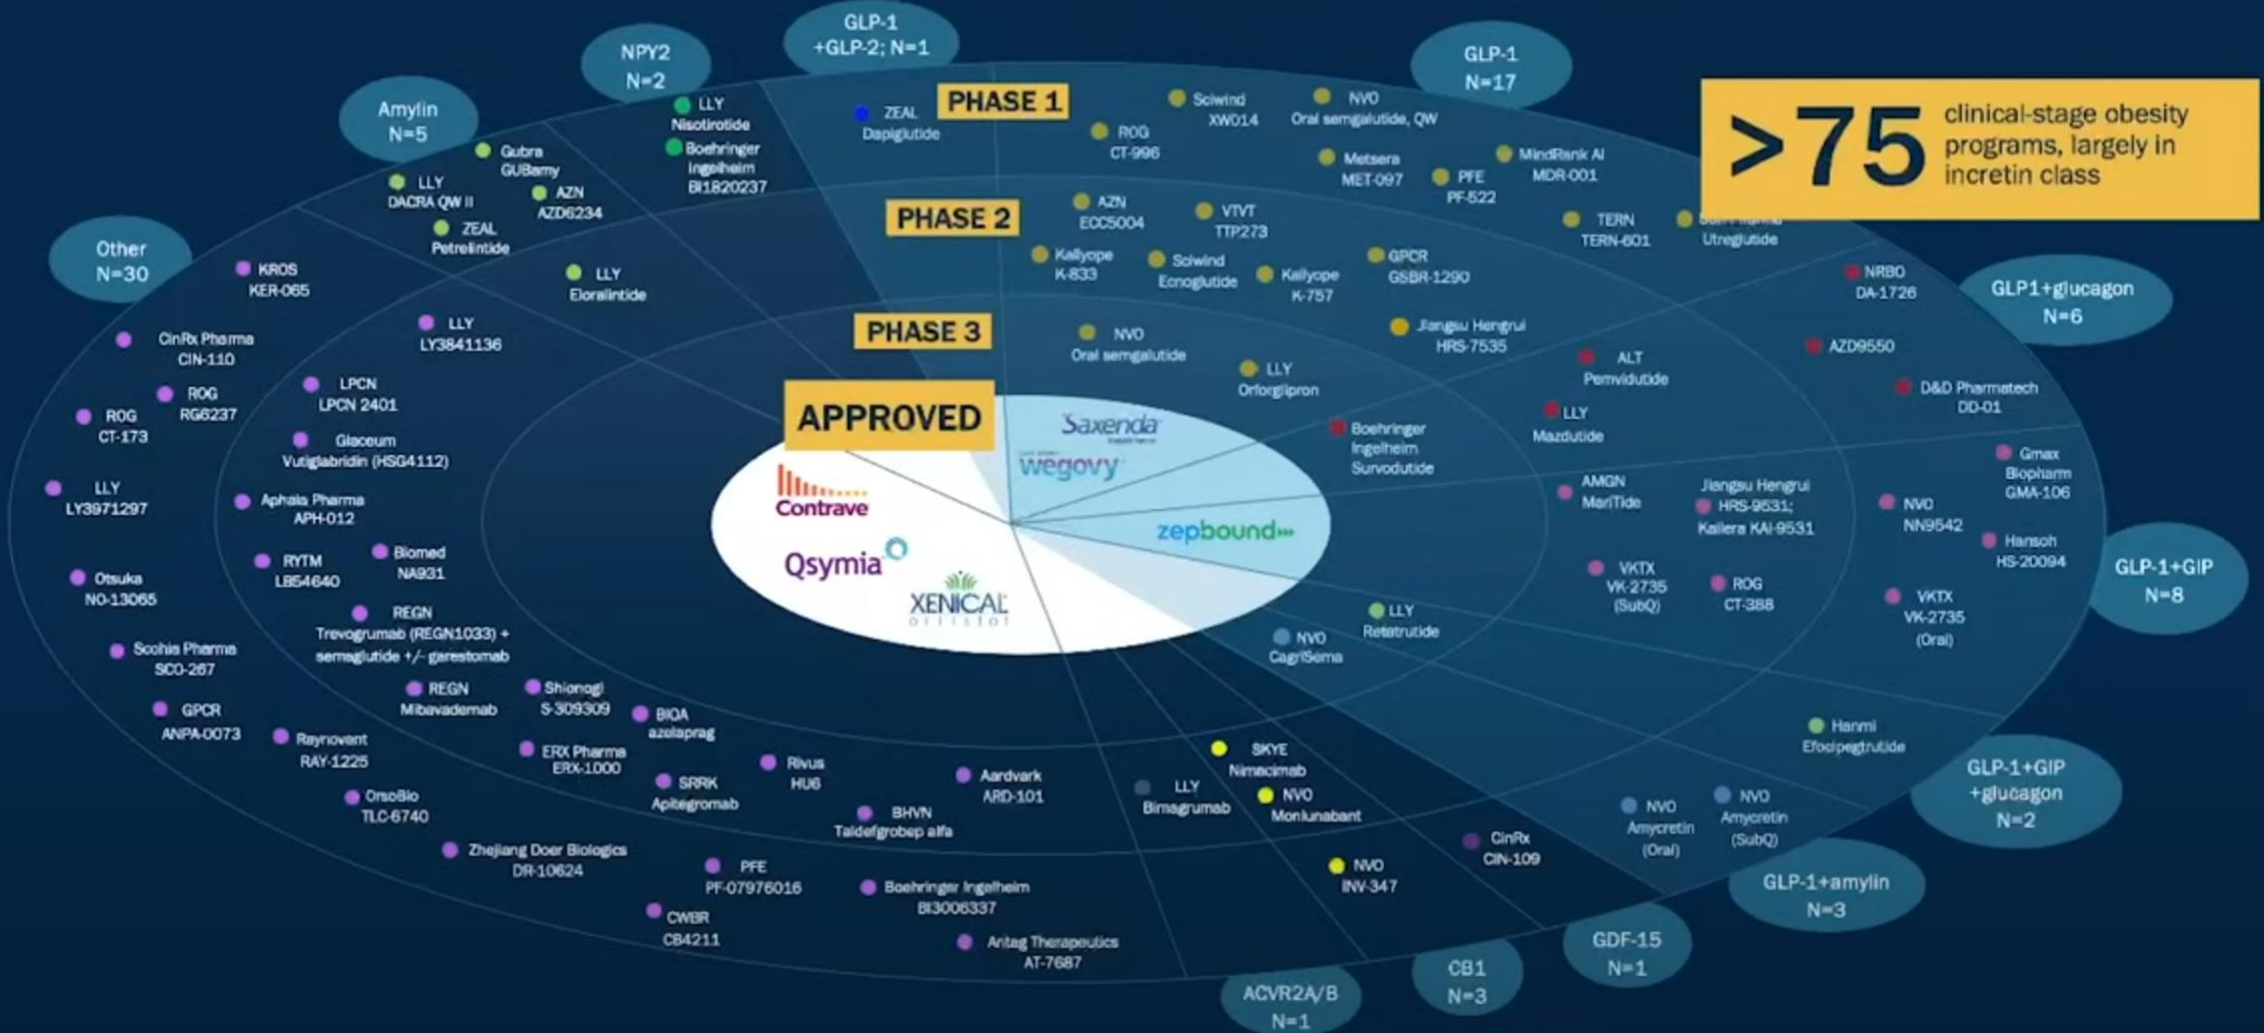 GLP-1
+GLP-2; N=1
NPY2
N=2
GLP-1
N=17
Amylin
N=5
Other
N=30
GLP1+glucagon
N=6
GLP-1+GIP
N=8
GLP-1+GIP
+glucagon
N=2
GLP-1+amylin
N=3
GDF-15
N=1
CB1
N=3
ACVR2A/B
N=1
>75
clinical-stage obesity
programs, largely in
incretin class
PHASE 1
PHASE 2
PHASE 3
APPROVED
LLY
Nisotirotide
Boehringer
Ingelheim
BI1820237
ZEAL
Dapiglutide
Gubra
GUBamy
LLY
DACRA QW II
AZN
AZD6234
ZEAL
Petrelintide
LLY
Eloralintide
Sciwind
XW014
NVO
Oral semgalutide, QW
ROG
CT-996
Metsera
MET-097
PFE
PF-522
MindRank AI
MDR-001
TERN
TERN-601
Utreglutide
AZN
ECC5004
VTVT
TTP273
Kallyope
K-833
Sciwind
Ecnoglutide
Kallyope
K-757
GPCR
GSBR-1290
NVO
Oral semgalutide
LLY
Orforglipron
Jiangsu Hengrui
HRS-7535
NRBO
DA-1726
AZD9550
D&D Pharmatech
DD-01
ALT
Pemvidutide
LLY
Mazdutide
Boehringer
Ingelheim
Survodutide
Gmax
Biopharm
GMA-106
AMGN
MariTide
Jiangsu Hengrui
HRS-9531;
Kailera KAI-9531
NVO
NN9542
Hansoh
HS-20094
VKTX
VK-2735
(SubQ)
ROG
CT-388
VKTX
VK-2735
(Oral)
LLY
Retatrutide
NVO
CagriSema
Hanmi
Efocipegtrutide
NVO
Amycretin
(Oral)
NVO
Amycretin
(SubQ)
CinRx
CIN-109
SKYE
Nimacimab
NVO
Monlunabant
NVO
INV-347
LLY
Bimagrumab
KROS
KER-065
CinRx Pharma
CIN-110
ROG
RG6237
ROG
CT-173
LLY
LY3971297
Otsuka
NO-13065
Scohia Pharma
SCO-267
GPCR
ANPA-0073
Raynovent
RAY-1225
OrsoBio
TLC-6740
Zhejiang Doer Biologics
DR-10624
CWBR
CB4211
PFE
PF-07976016
Boehringer Ingelheim
BI3006337
Antag Therapeutics
AT-7687
LLY
LY3841136
LPCN
LPCN 2401
Glaceum
Vutiglabridin (HSG4112)
Aphaia Pharma
APH-012
Biomed
NA931
RYTM
LB54640
REGN
Trevogrumab (REGN1033) +
semaglutide +/- garestomab
REGN
Mibavademab
Shionogi
S-309309
BIOA
azelaprag
ERX Pharma
ERX-1000
SRRK
Apitegromab
Rivus
HU6
BHVN
Taldefgrobep alfa
Aardvark
ARD-101
Saxenda
wegovy
zepbound
Contrave
Qsymia
XENICAL
orlistat